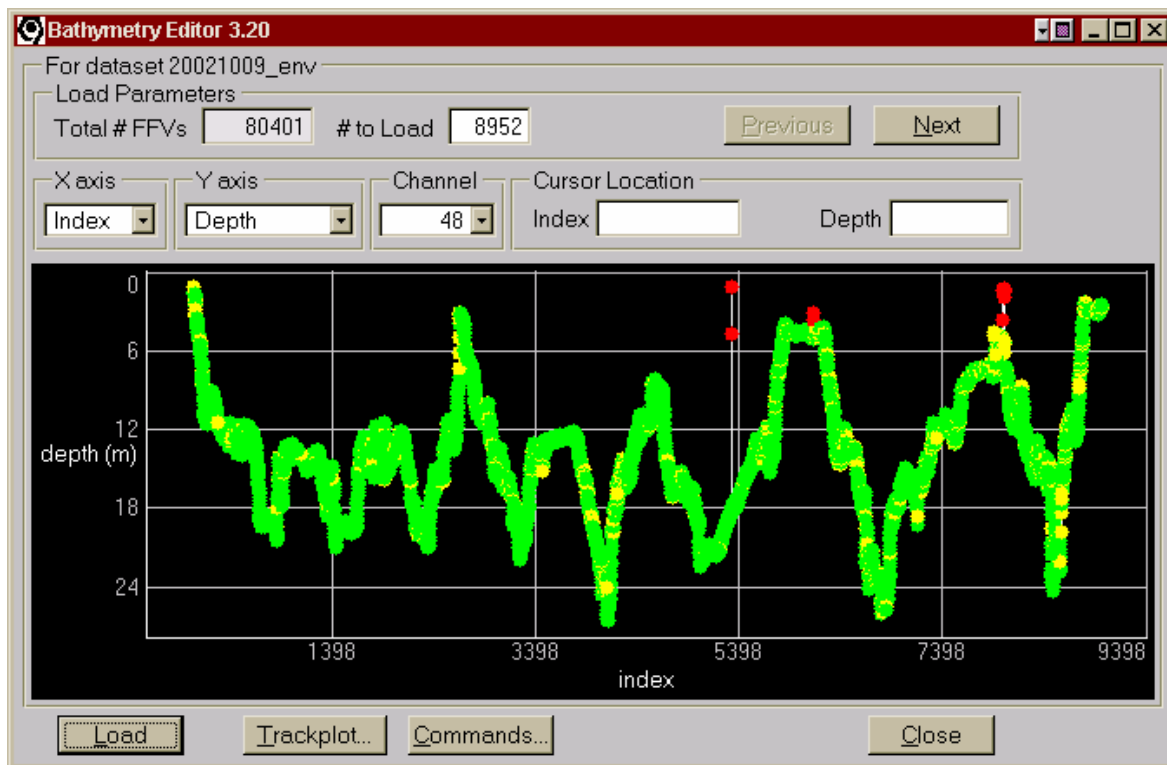 Bathymetry Editor 3.20
For dataset 20021009_env
Load Parameters
Total # FFVs 80401 # to Load 8952 Previous Next
X axis Y axis Channel Cursor Location
Index Depth 48 Index Depth
0
6
12
depth (m)
18
24
1398 3398 5398 7398 9398
index
Load Trackplot... Commands... Close